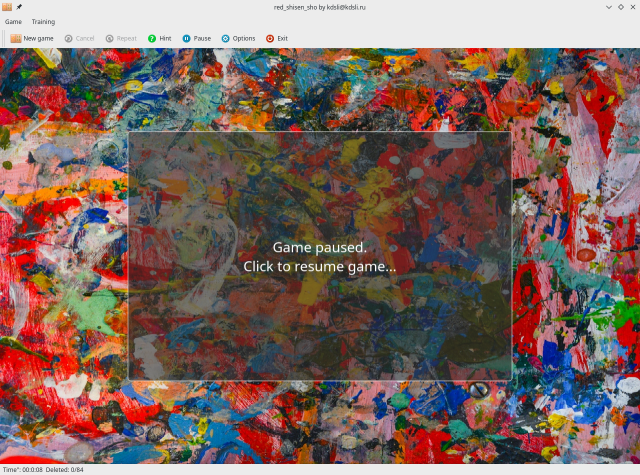 red_shisen_sho by kdsli@kdsli.ru
Game Training
New game Cancel Repeat Hint Pause Options Exit
Game paused.
Click to resume game...
Time": 00:0:08 Deleted: 0/84